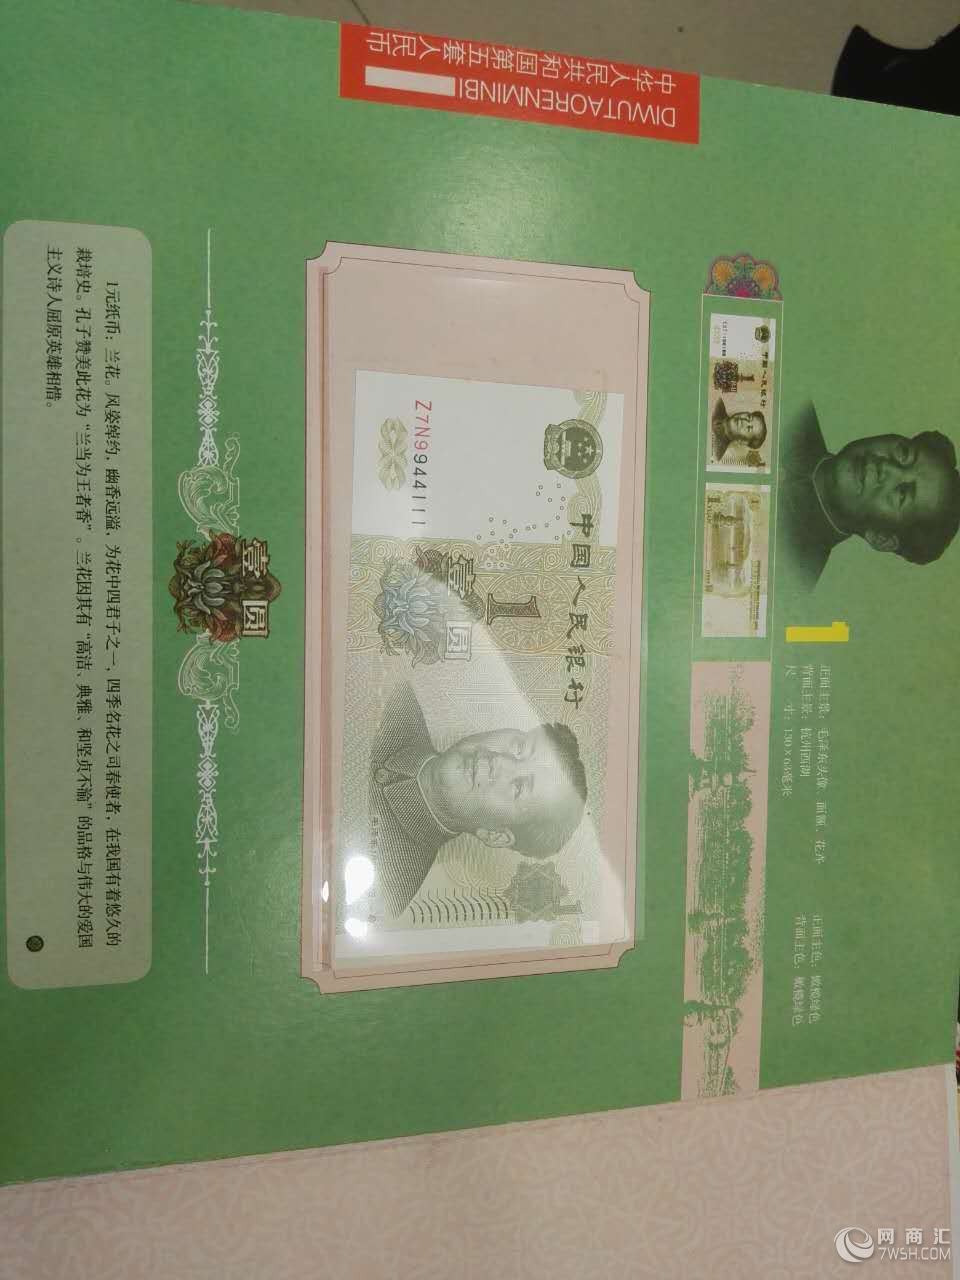 中华人民共和国第五套人民币
DIWUTAORENMINBI
1
正面主景：毛泽东头像、面额、花卉
背面主景：杭州西湖
尺 寸：130×63毫米
正面主色：橄榄绿色
背面主色：橄榄绿色
中国人民银行
1
壹圆
Z7N9944111
毛泽东
壹圆
1元纸币：兰花。风姿绰约，幽香远溢，为花中四君子之一，四季名花之司春使者，在我国有着悠久的
栽培史。孔子赞美此花为“兰当为王者香”。兰花因其有“高洁、典雅、和坚贞不渝”的品格与伟大的爱国
主义诗人屈原英雄相惜。
网商汇
7WSH.COM